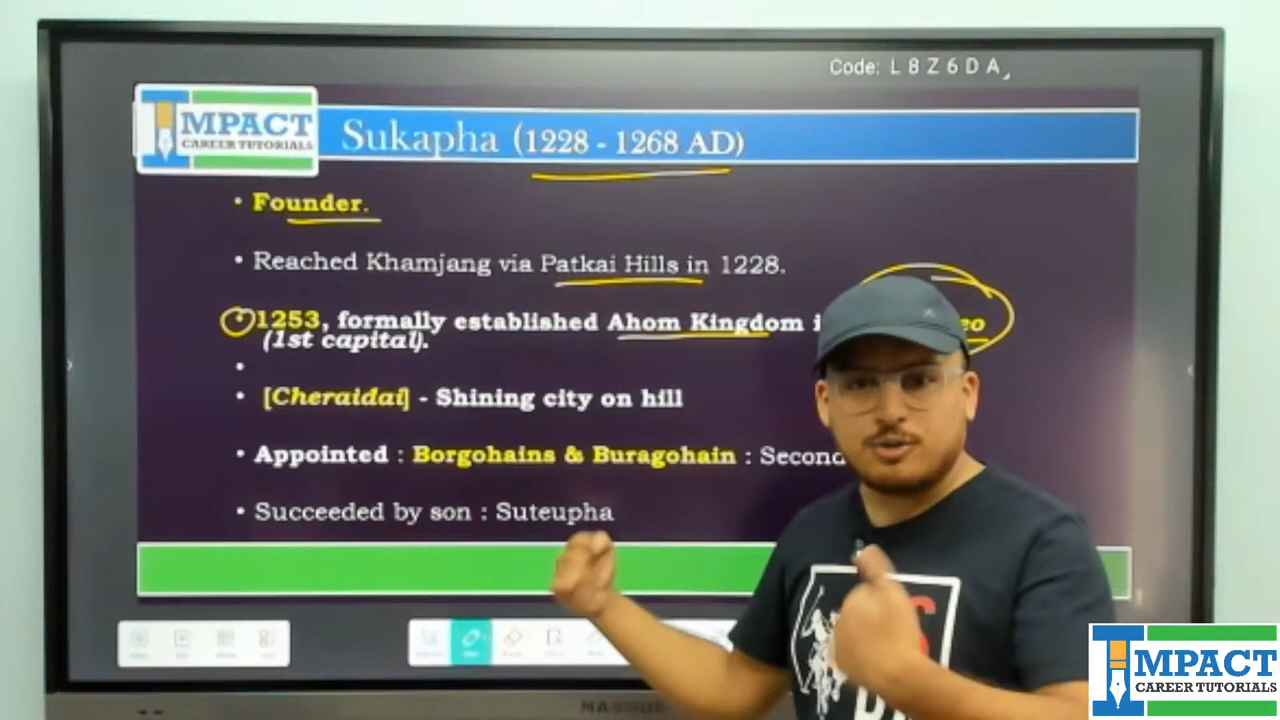 Code: L8Z6DA
IMPACT
CAREER TUTORIALS
Sukapha (1228 - 1268 AD)
• Founder.
• Reached Khamjang via Patkai Hills in 1228.
• 1253, formally established Ahom Kingdom
(1st capital).
•
• [Cheraidai] - Shining city on hill
• Appointed : Borgohains & Buragohain : Second
• Succeeded by son : Suteupha
IMPACT
CAREER TUTORIALS